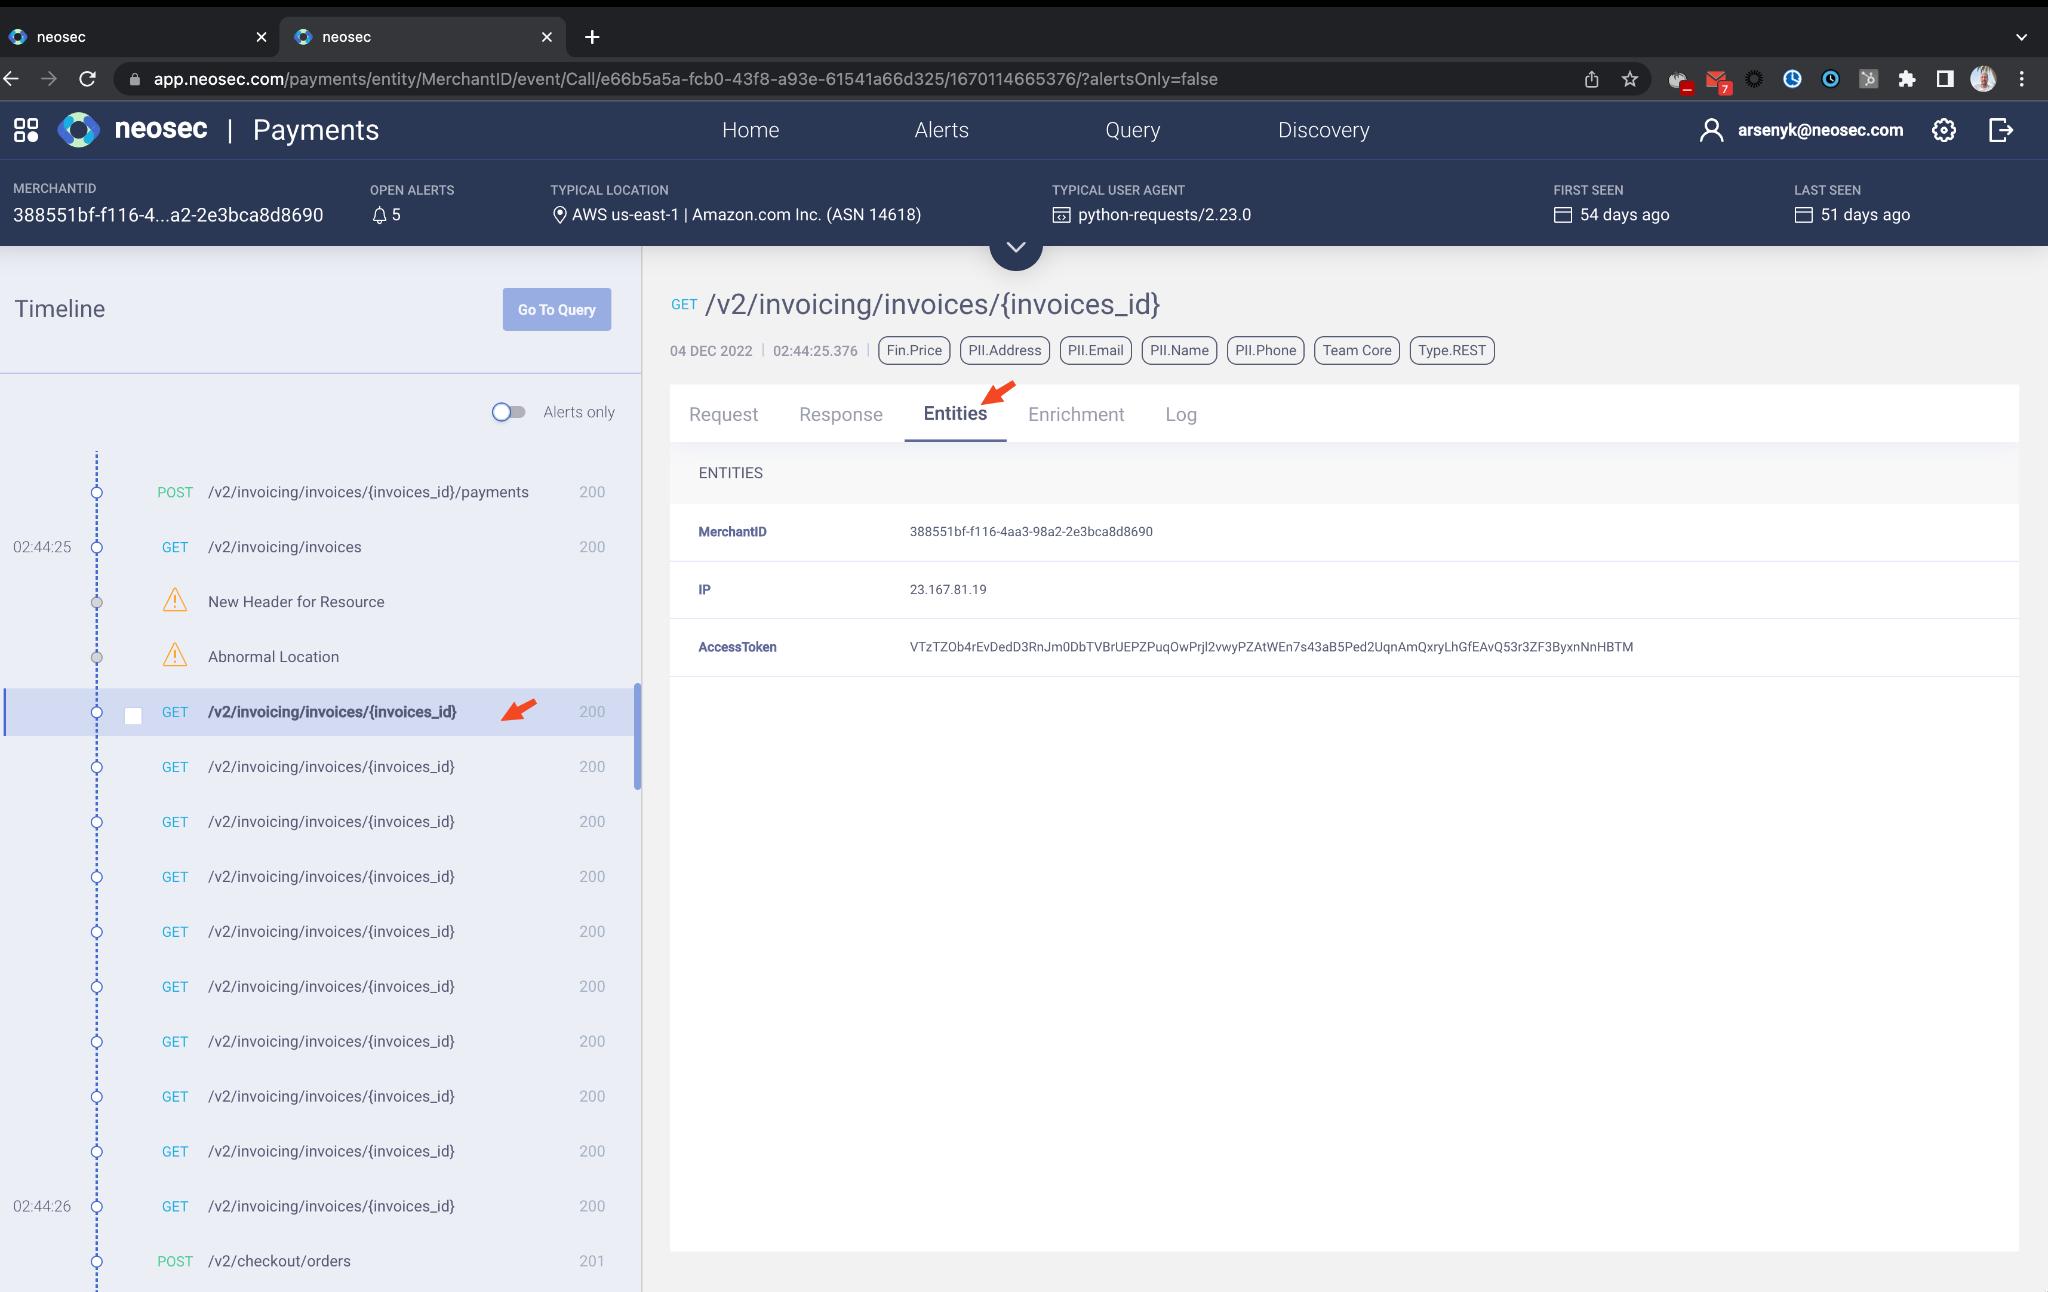 neosec
neosec
app.neosec.com/payments/entity/MerchantID/event/Call/e66b5a5a-fcb0-43f8-a93e-61541a66d325/1670114665376/?alertsOnly=false
7
neosec | Payments
Home
Alerts
Query
Discovery
arsenyk@neosec.com
MERCHANTID
388551bf-f116-4...a2-2e3bca8d8690
OPEN ALERTS
5
TYPICAL LOCATION
AWS us-east-1 | Amazon.com Inc. (ASN 14618)
TYPICAL USER AGENT
python-requests/2.23.0
FIRST SEEN
54 days ago
LAST SEEN
51 days ago
Timeline
Go To Query
Alerts only
POST /v2/invoicing/invoices/{invoices_id}/payments 200
02:44:25 GET /v2/invoicing/invoices 200
New Header for Resource
Abnormal Location
GET /v2/invoicing/invoices/{invoices_id} 200
GET /v2/invoicing/invoices/{invoices_id} 200
GET /v2/invoicing/invoices/{invoices_id} 200
GET /v2/invoicing/invoices/{invoices_id} 200
GET /v2/invoicing/invoices/{invoices_id} 200
GET /v2/invoicing/invoices/{invoices_id} 200
GET /v2/invoicing/invoices/{invoices_id} 200
GET /v2/invoicing/invoices/{invoices_id} 200
GET /v2/invoicing/invoices/{invoices_id} 200
02:44:26 GET /v2/invoicing/invoices/{invoices_id} 200
POST /v2/checkout/orders 201
GET /v2/invoicing/invoices/{invoices_id}
04 DEC 2022 | 02:44:25.376 | Fin.Price PII.Address PII.Email PII.Name PII.Phone Team Core Type.REST
Request Response Entities Enrichment Log
ENTITIES
MerchantID 388551bf-f116-4aa3-98a2-2e3bca8d8690
IP 23.167.81.19
AccessToken VTzTZOb4rEvDedD3RnJm0DbTVBrUEPZPuqOwPrjl2vwyPZAtWEn7s43aB5Ped2UqnAmQxryLhGfEAvQ53r3ZF3ByxnNnHBTM